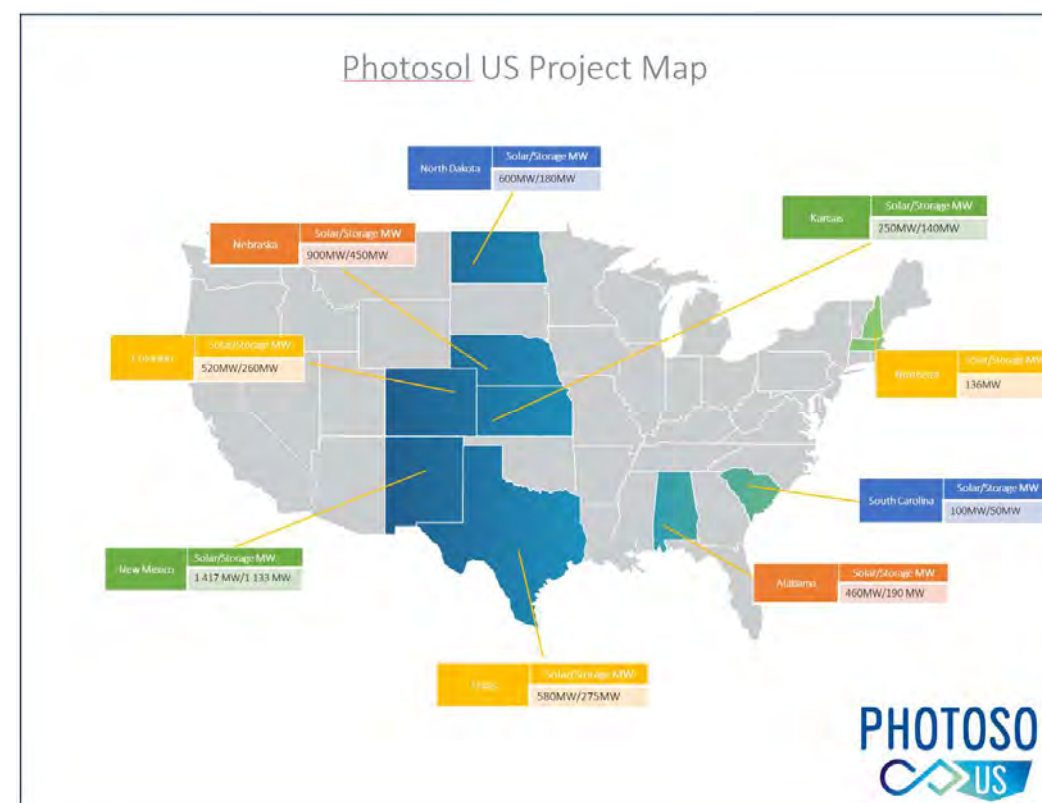 Photosol US Project Map
North Dakota
Solar/Storage MW
600MW/180MW
Kansas
Solar/Storage MW
250MW/140MW
Nebraska
Solar/Storage MW
900MW/450MW
Colorado
Solar/Storage MW
520MW/260MW
Northeast
Solar/Storage MW
136MW
South Carolina
Solar/Storage MW
100MW/50MW
New Mexico
Solar/Storage MW
1 417 MW/1 133 MW
Alabama
Solar/Storage MW
460MW/190 MW
Texas
Solar/Storage MW
580MW/275MW
PHOTOSO
US